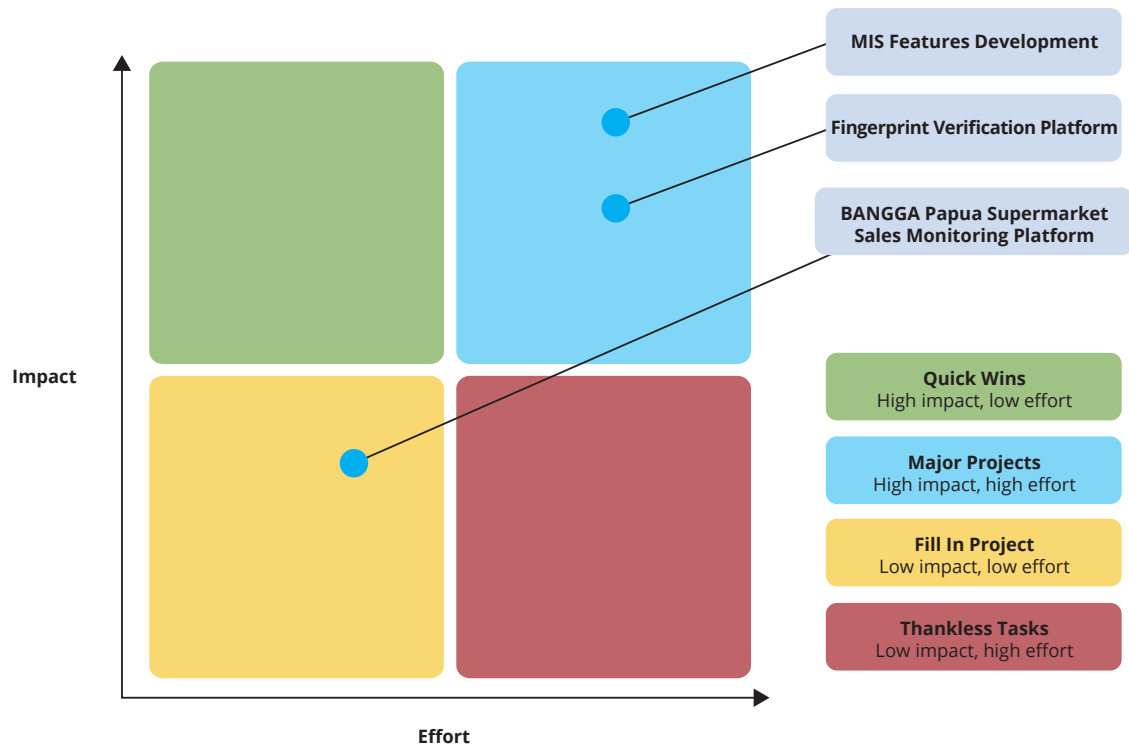 MIS Features Development
Fingerprint Verification Platform
BANGGA Papua Supermarket
Sales Monitoring Platform
Impact
Quick Wins
High impact, low effort
Major Projects
High impact, high effort
Fill In Project
Low impact, low effort
Thankless Tasks
Low impact, high effort
Effort